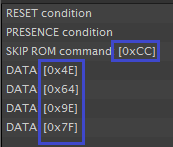 RESET condition
PRESENCE condition
SKIP ROM command [0xCC]
DATA [0x4E]
DATA [0x64]
DATA [0x9E]
DATA [0x7F]